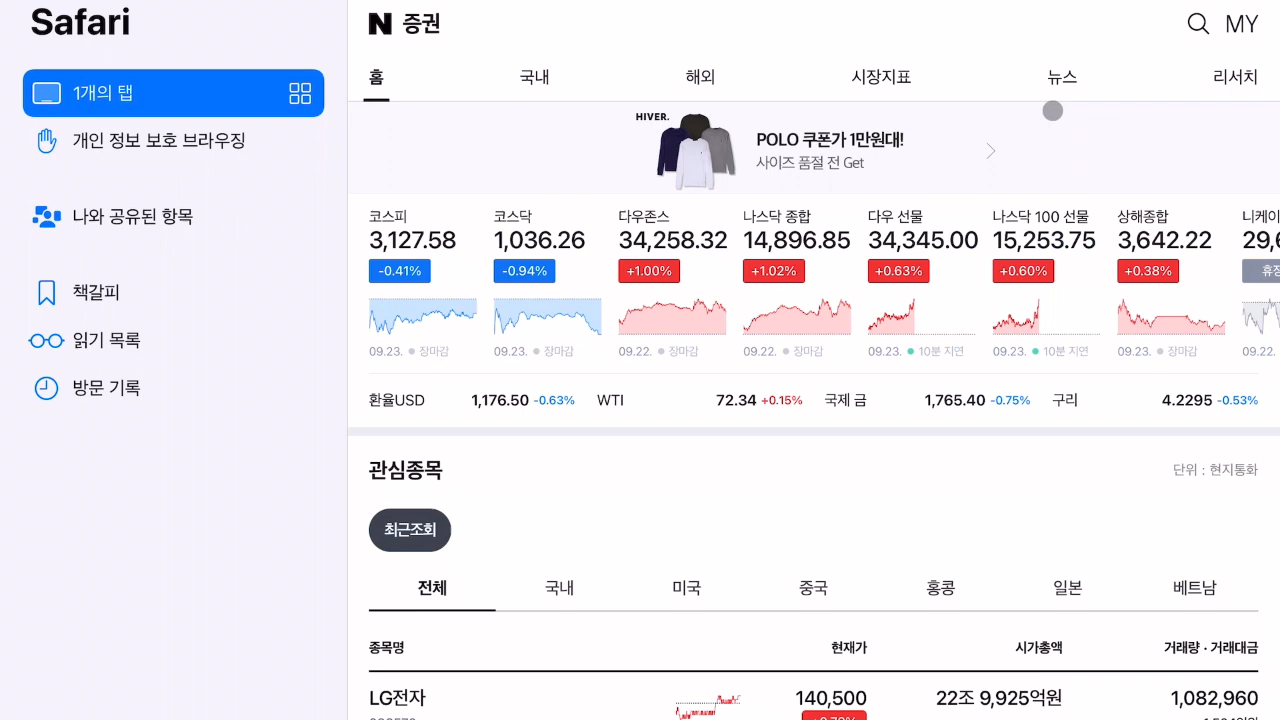 Safari
1개의 탭
개인 정보 보호 브라우징
나와 공유된 항목
책갈피
읽기 목록
방문 기록
N 증권
MY
홈 국내 해외 시장지표 뉴스 리서치
HIVER.
POLO 쿠폰가 1만원대!
사이즈 품절 전 Get
코스피 코스닥 다우존스 나스닥 종합 다우 선물 나스닥 100 선물 상해종합 니케이
3,127.58 1,036.26 34,258.32 14,896.85 34,345.00 15,253.75 3,642.22
-0.41% -0.94% +1.00% +1.02% +0.63% +0.60% +0.38%
09.23. 장마감 09.23. 장마감 09.22. 장마감 09.22. 장마감 09.23. 10분 지연 09.23. 10분 지연 09.23. 장마감 09.22.
환율USD 1,176.50 -0.63% WTI 72.34 +0.15% 국제 금 1,765.40 -0.75% 구리 4.2295 -0.53%
관심종목 단위 : 현지통화
최근조회
전체 국내 미국 중국 홍콩 일본 베트남
종목명 현재가 시가총액 거래량 · 거래대금
LG전자 140,500 22조 9,925억원 1,082,960